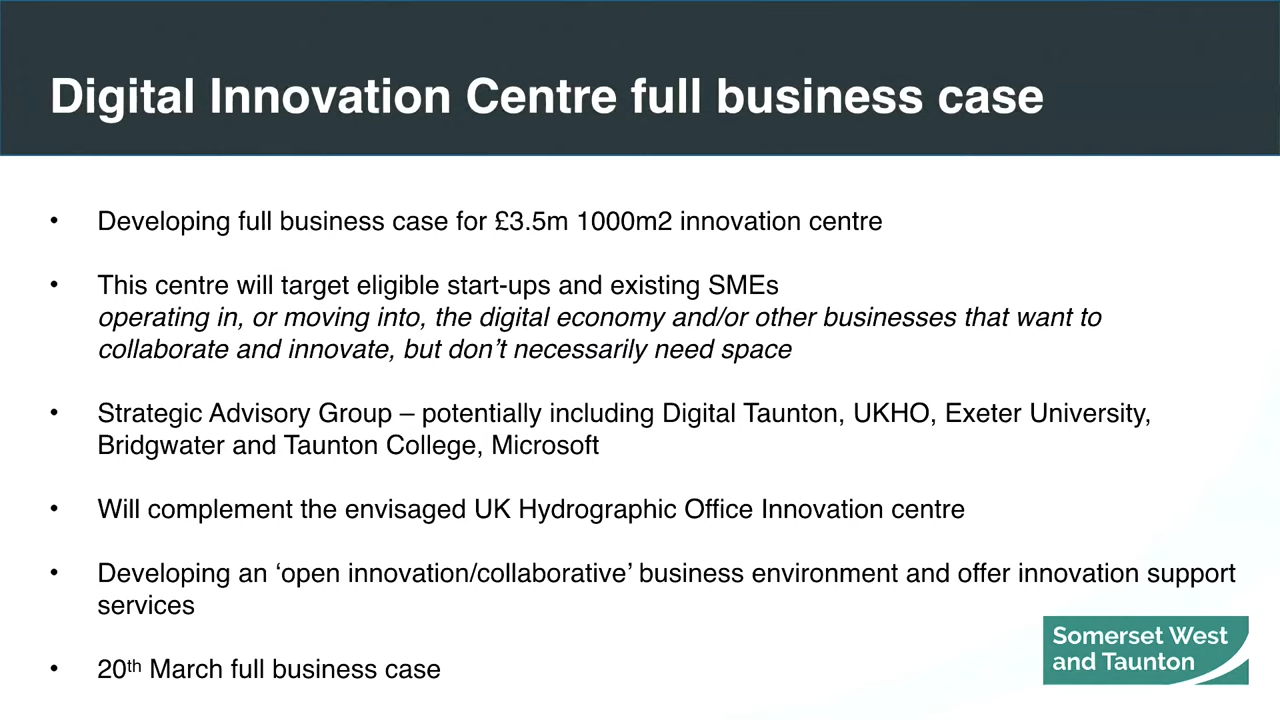 Digital Innovation Centre full business case
• Developing full business case for £3.5m 1000m2 innovation centre
• This centre will target eligible start-ups and existing SMEs
operating in, or moving into, the digital economy and/or other businesses that want to
collaborate and innovate, but don’t necessarily need space
• Strategic Advisory Group – potentially including Digital Taunton, UKHO, Exeter University,
Bridgwater and Taunton College, Microsoft
• Will complement the envisaged UK Hydrographic Office Innovation centre
• Developing an ‘open innovation/collaborative’ business environment and offer innovation support
services
• 20th March full business case
Somerset West
and Taunton